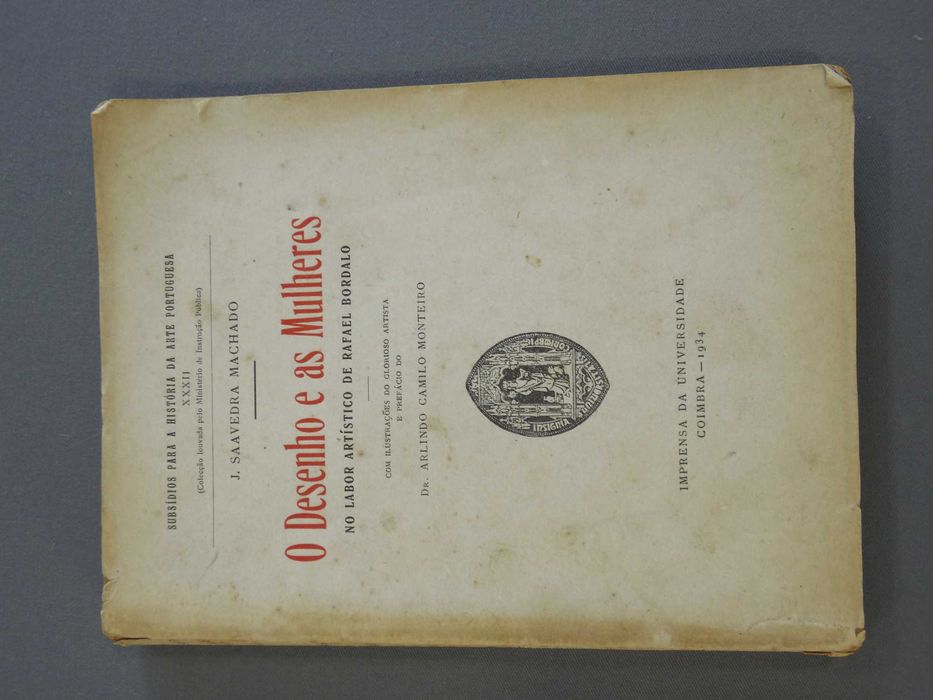 SUBSÍDIOS PARA A HISTÓRIA DA ARTE PORTUGUESA
XXXII
(Colecção louvada pelo Ministério de Instrução Pública)
J. SAAVEDRA MACHADO
O Desenho e as Mulheres
NO LABOR ARTÍSTICO DE RAFAEL BORDALO
COM ILUSTRAÇÕES DO GLORIOSO ARTISTA
E PREFÁCIO DO
DR. ARLINDO CAMILO MONTEIRO
INSIGNIA
IMPRENSA DA UNIVERSIDADE
COIMBRA — 1934